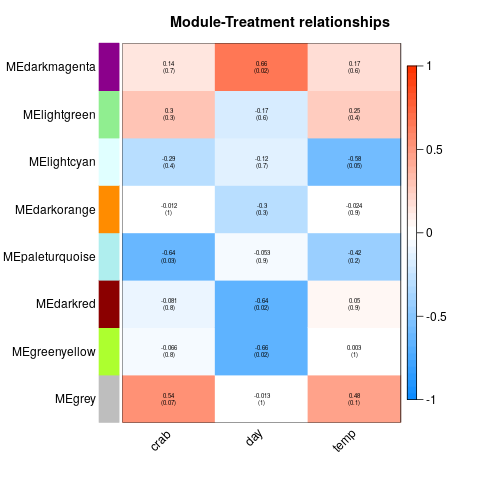 Module-Treatment relationships
MEdarkmagenta
0.14 0.66 0.17
(0.7) (0.02) (0.6)
MElightgreen
0.3 -0.17 0.25
(0.3) (0.6) (0.4)
MElightcyan
-0.29 -0.12 -0.58
(0.4) (0.7) (0.05)
MEdarkorange
-0.012 -0.3 -0.024
(1) (0.3) (0.9)
MEpaleturquoise
-0.64 -0.053 -0.42
(0.03) (0.9) (0.2)
MEdarkred
-0.081 -0.64 0.05
(0.8) (0.02) (0.9)
MEgreenyellow
-0.066 -0.66 0.003
(0.8) (0.02) (1)
MEgrey
0.54 -0.013 0.48
(0.07) (1) (0.1)
crab day temp
1
0.5
0
-0.5
-1